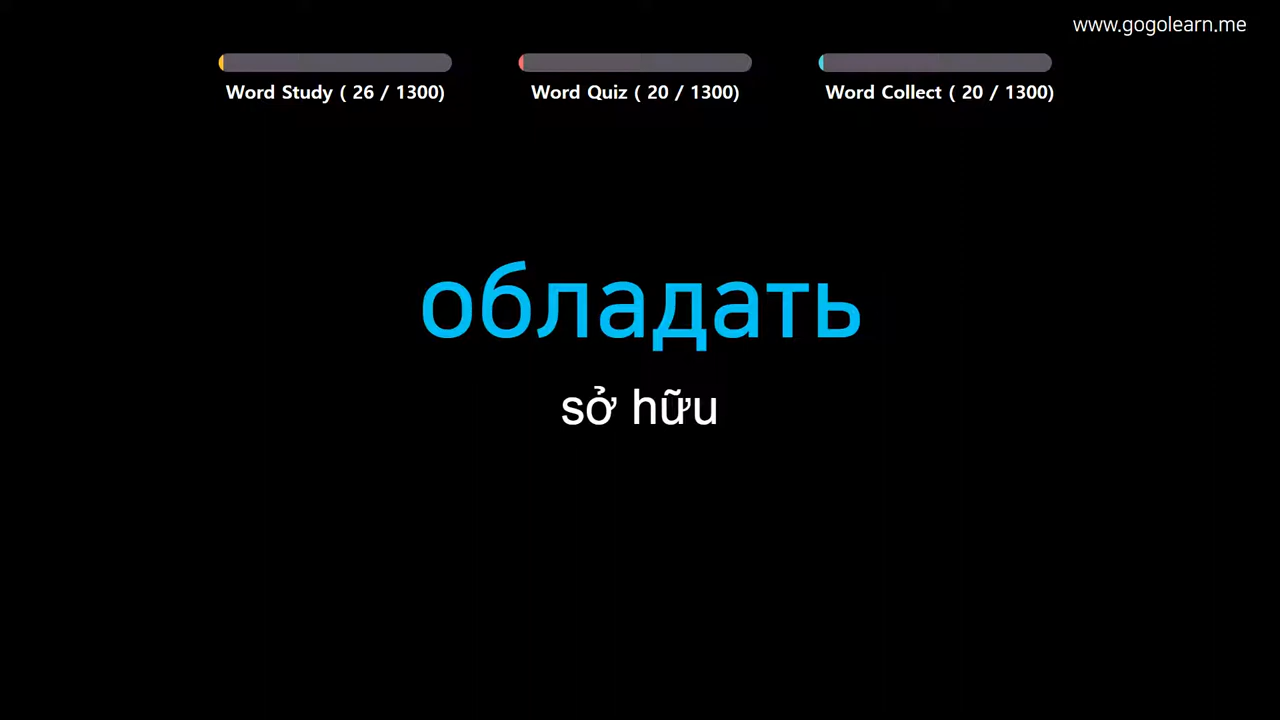 www.gogolearn.me
Word Study ( 26 / 1300)
Word Quiz ( 20 / 1300)
Word Collect ( 20 / 1300)
обладать
sở hữu